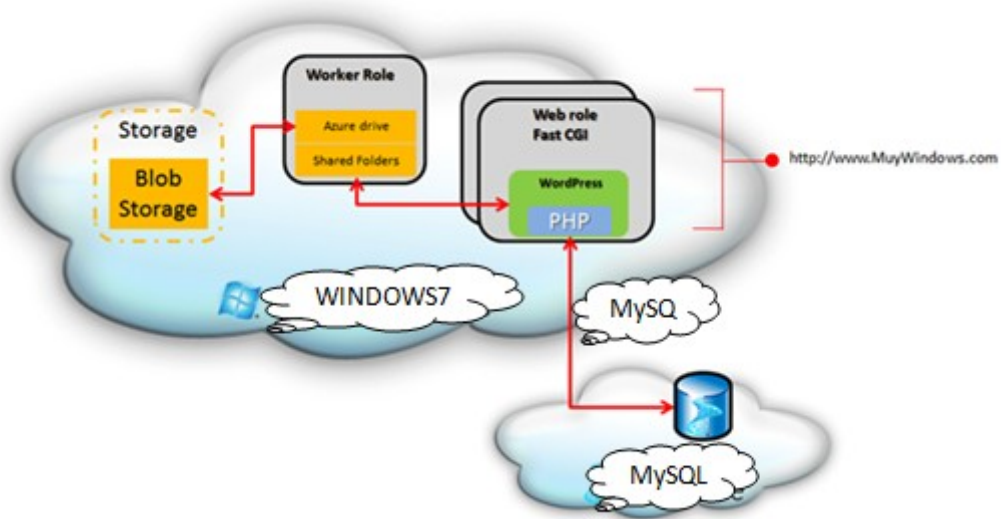 Worker Role
Azure drive
Shared Folders
Storage
Blob
Storage
Web role
Fast CGI
WordPress
PHP
http://www.MuyWindows.com
WINDOWS7
MySQ
MySQL